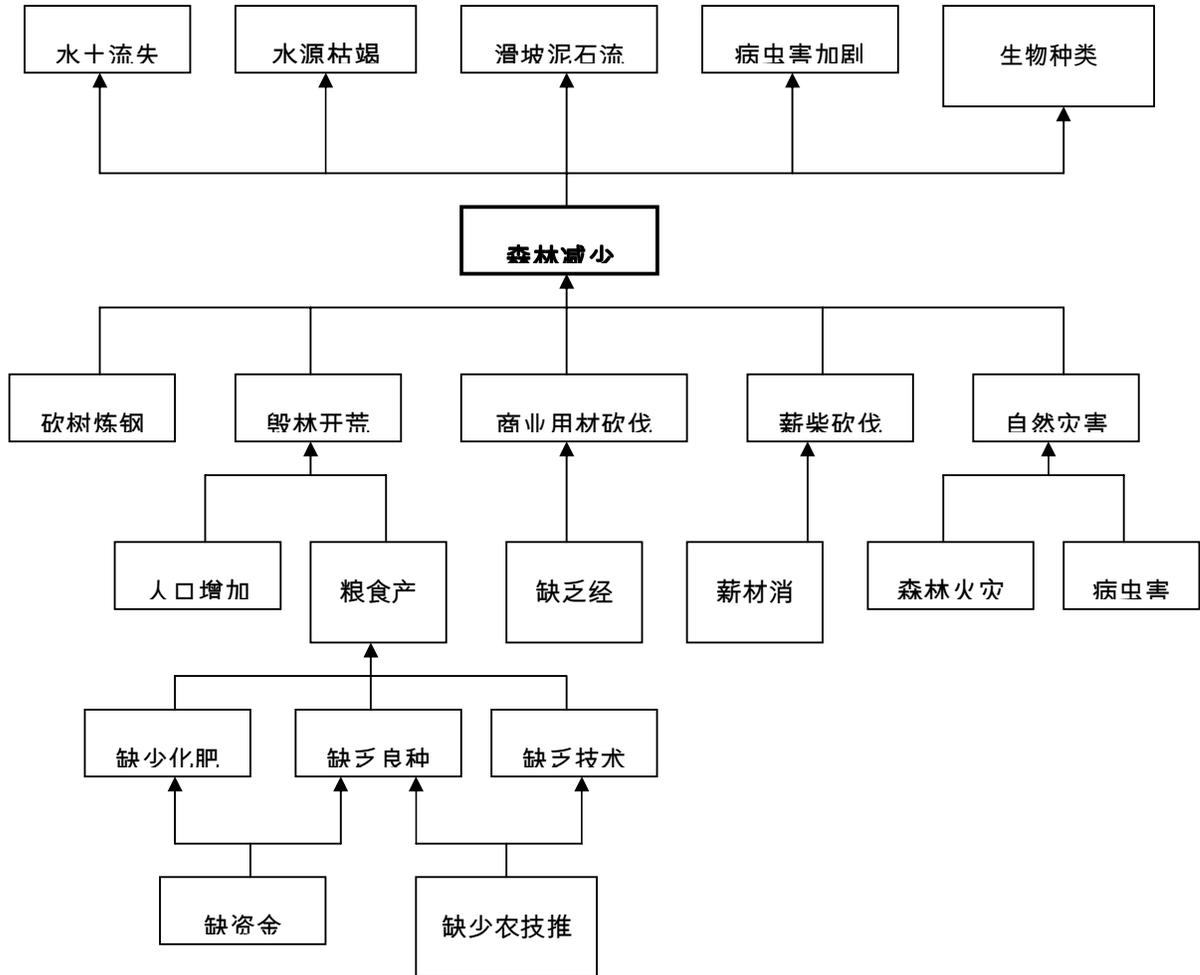 水土流失
水源枯竭
滑坡泥石流
病虫害加剧
生物种类
森林减少
砍树炼钢
毁林开荒
商业用材砍伐
薪柴砍伐
自然灾害
人口增加
粮食产
缺乏经
薪材消
森林火灾
病虫害
缺少化肥
缺乏良种
缺乏技术
缺资金
缺少农技推